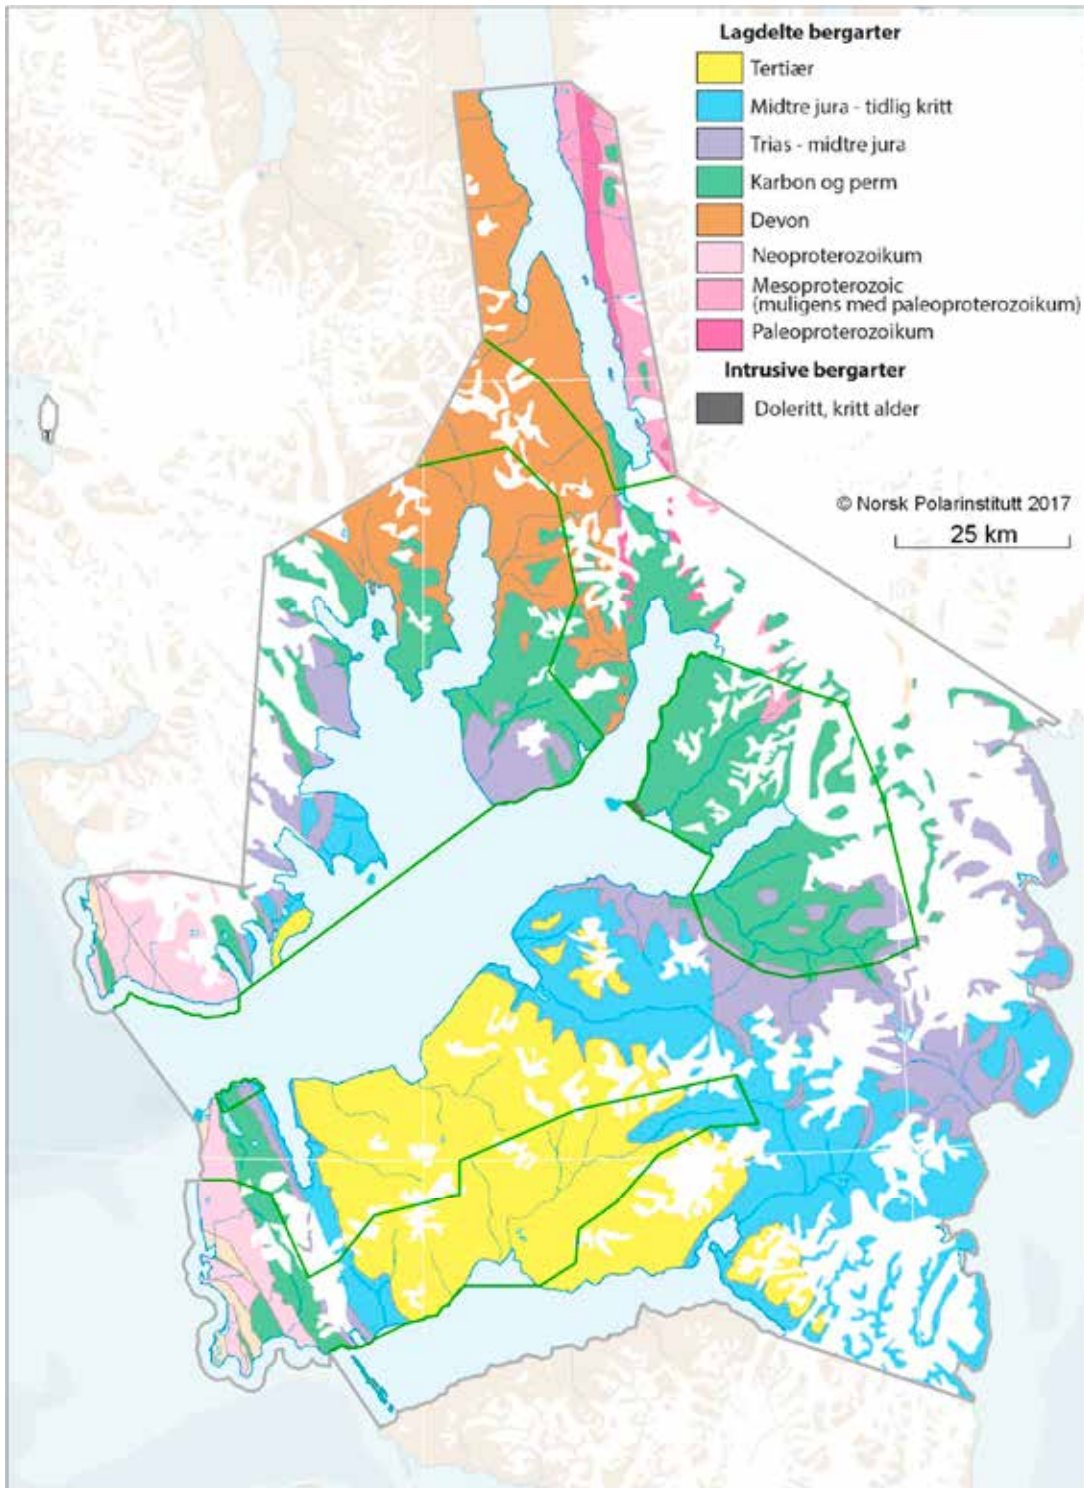 Lagdelte bergarter
Tertiær
Midtre jura - tidlig kritt
Trias - midtre jura
Karbon og perm
Devon
Neoproterozoikum
Mesoproterozoic
(muligens med paleoproterozoikum)
Paleoproterozoikum
Intrusive bergarter
Doleritt, kritt alder
© Norsk Polarinstitutt 2017
25 km